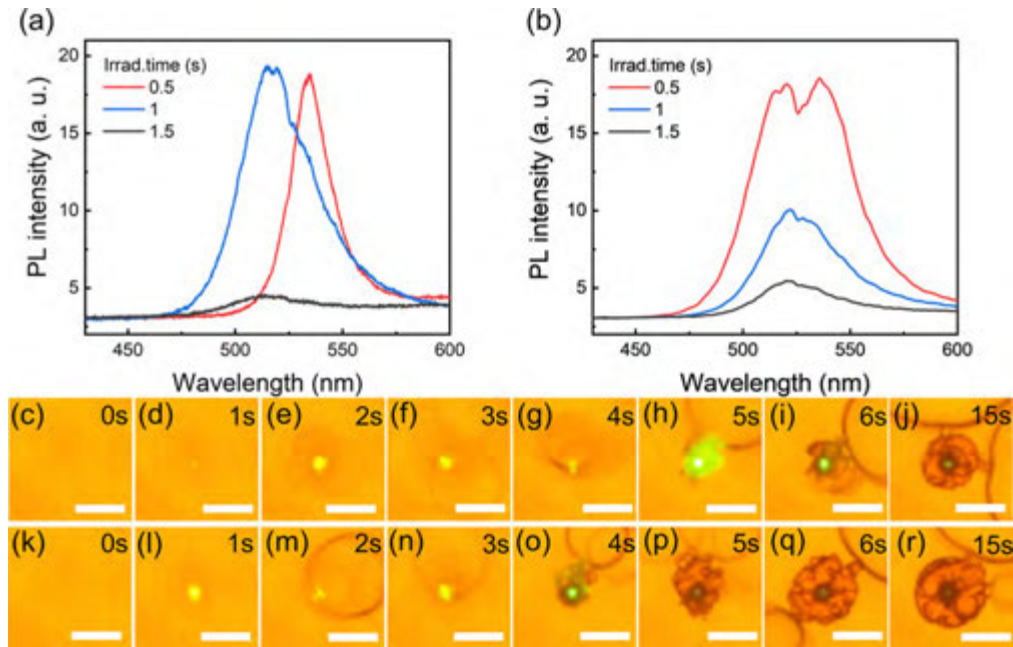 (a)
20
15
10
5
PL intensity (a. u.)
Irrad.time (s)
0.5
1
1.5
450 500 550 600
Wavelength (nm)
(b)
20
15
10
5
PL intensity (a. u.)
Irrad.time (s)
0.5
1
1.5
450 500 550 600
Wavelength (nm)
(c) 0s (d) 1s (e) 2s (f) 3s (g) 4s (h) 5s (i) 6s (j) 15s
(k) 0s (l) 1s (m) 2s (n) 3s (o) 4s (p) 5s (q) 6s (r) 15s